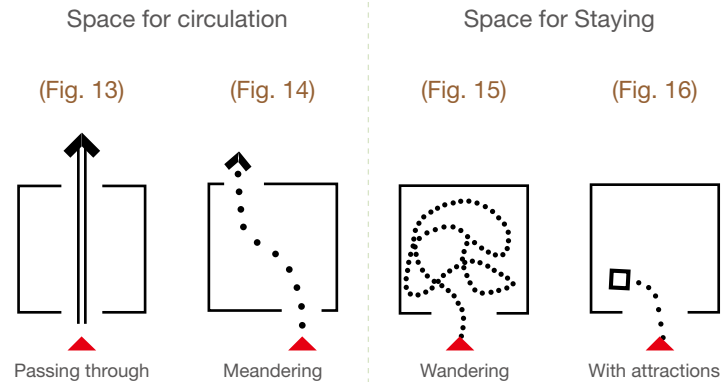 Space for circulation
Space for Staying
(Fig. 13)
(Fig. 14)
(Fig. 15)
(Fig. 16)
Passing through
Meandering
Wandering
With attractions